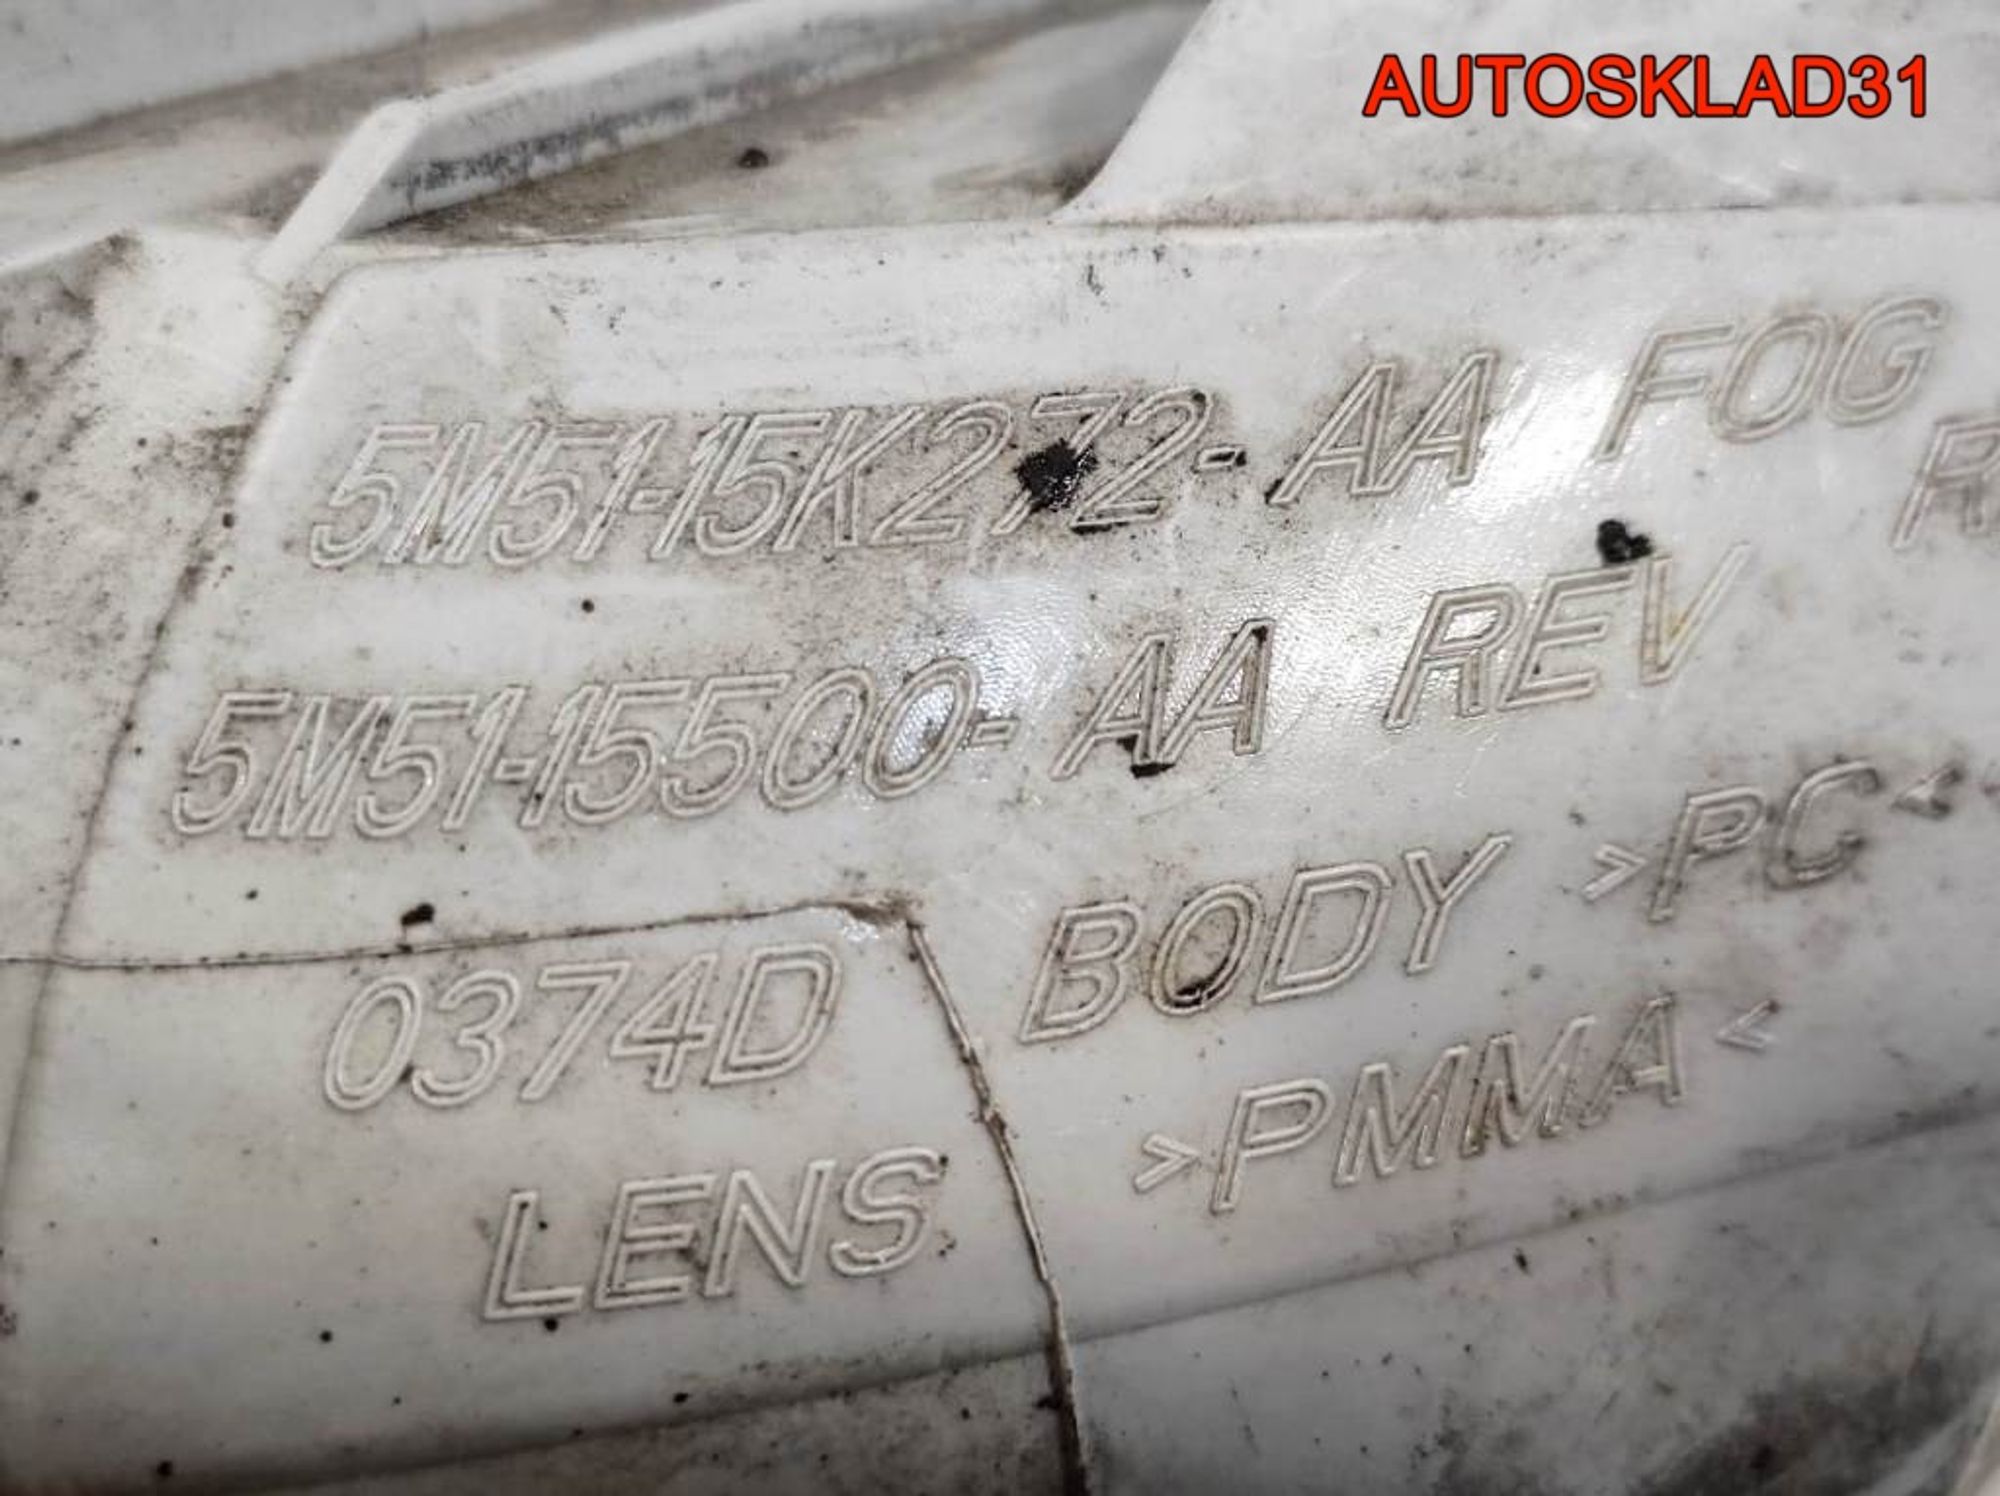 AUTOSKLAD31
5M51-15K272-AA FOG
R
5M51-15500-AA REV
0374D BODY >PC<
LENS >PMMA<